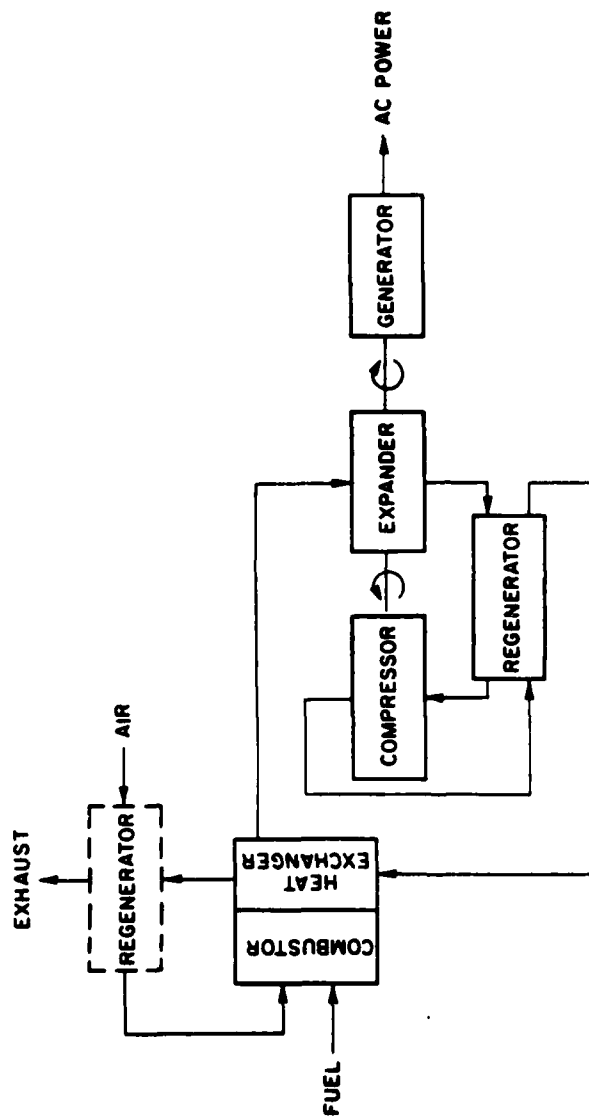 EXHAUST
REGENERATOR
AIR
COMBUSTOR
HEAT
EXCHANGER
FUEL
COMPRESSOR
EXPANDER
GENERATOR
AC POWER
REGENERATOR